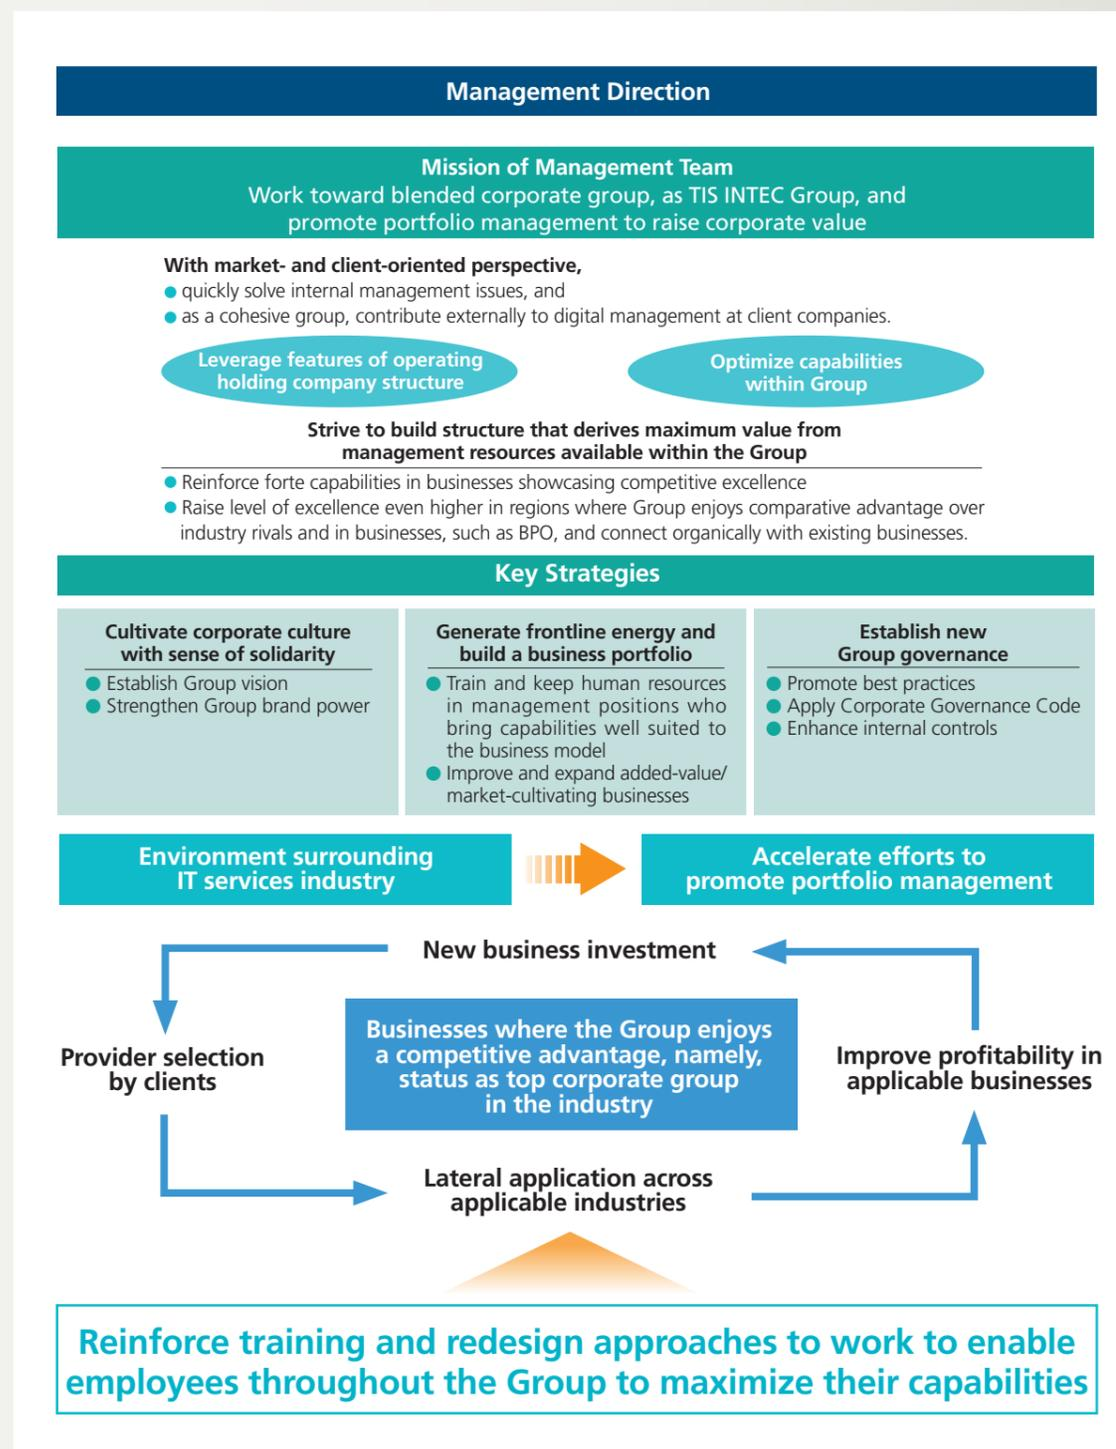 Management Direction
Mission of Management Team
Work toward blended corporate group, as TIS INTEC Group, and
promote portfolio management to raise corporate value
With market- and client-oriented perspective,
● quickly solve internal management issues, and
● as a cohesive group, contribute externally to digital management at client companies.
Leverage features of operating
holding company structure
Optimize capabilities
within Group
Strive to build structure that derives maximum value from
management resources available within the Group
● Reinforce forte capabilities in businesses showcasing competitive excellence
● Raise level of excellence even higher in regions where Group enjoys comparative advantage over
industry rivals and in businesses, such as BPO, and connect organically with existing businesses.
Key Strategies
Cultivate corporate culture
with sense of solidarity
● Establish Group vision
● Strengthen Group brand power
Generate frontline energy and
build a business portfolio
● Train and keep human resources
in management positions who
bring capabilities well suited to
the business model
● Improve and expand added-value/
market-cultivating businesses
Establish new
Group governance
● Promote best practices
● Apply Corporate Governance Code
● Enhance internal controls
Environment surrounding
IT services industry
Accelerate efforts to
promote portfolio management
New business investment
Provider selection
by clients
Businesses where the Group enjoys
a competitive advantage, namely,
status as top corporate group
in the industry
Improve profitability in
applicable businesses
Lateral application across
applicable industries
Reinforce training and redesign approaches to work to enable
employees throughout the Group to maximize their capabilities